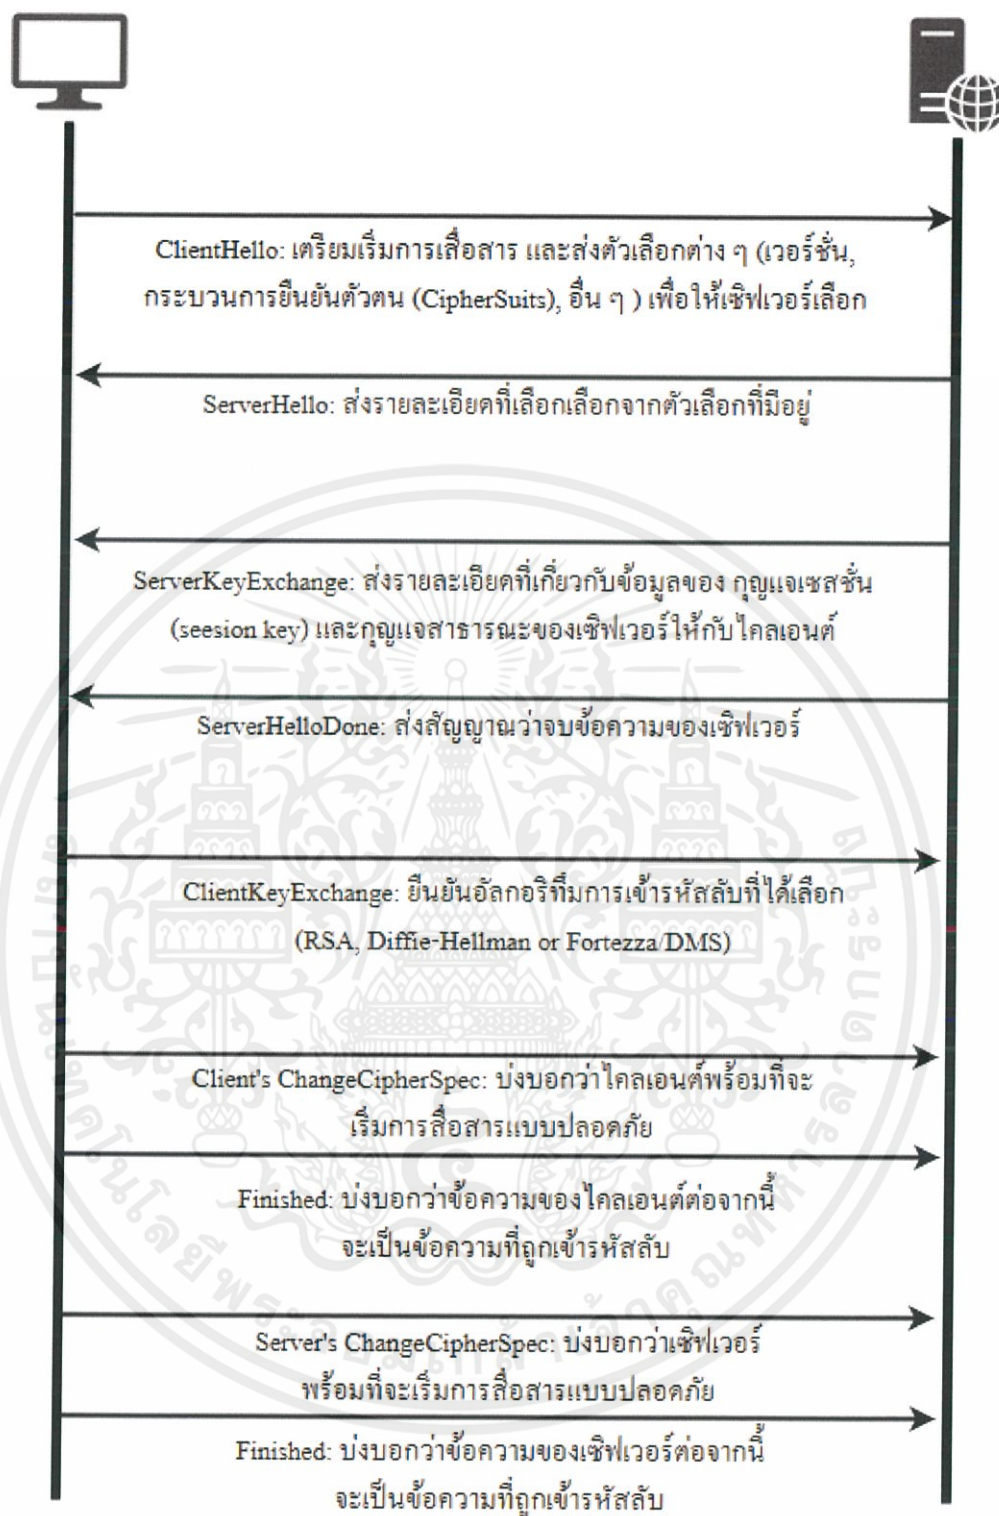 ClientHello: เตรียมเริ่มการเสื่อสาร และส่งตัวเลือกต่าง ๆ (เวอร์ชั่น,
กระบวนการยืนยันตัวตน (CipherSuits), อื่น ๆ ) เพื่อให้เซิฟเวอร์เลือก
ServerHello: ส่งรายละเอียดที่เลือกเลือกจากตัวเลือกที่มีอยู่
ServerKeyExchange: ส่งรายละเอียดที่เกี่ยวกับข้อมูลของ กุญแจเซสชั่น
(seesion key) และกุญแจสาธารณะของเซิฟเวอร์ให้กับไคลเอนต์
ServerHelloDone: ส่งสัญญาณว่าจบข้อความของเซิฟเวอร์
ClientKeyExchange: ยืนยันอัลกอริทึ่มการเข้ารหัสลับที่ได้เลือก
(RSA, Diffie-Hellman or Fortezza/DMS)
Client's ChangeCipherSpec: บ่งบอกว่าไคลเอนต์พร้อมที่จะ
เริ่มการสื่อสารแบบปลอดภัย
Finished: บ่งบอกว่าข้อความของไคลเอนต์ต่อจากนี้
จะเป็นข้อความที่ถูกเข้ารหัสลับ
Server's ChangeCipherSpec: บ่งบอกว่าเซิฟเวอร์
พร้อมที่จะเริ่มการสื่อสารแบบปลอดภัย
Finished: บ่งบอกว่าข้อความของเซิฟเวอร์ต่อจากนี้
จะเป็นข้อความที่ถูกเข้ารหัสลับ